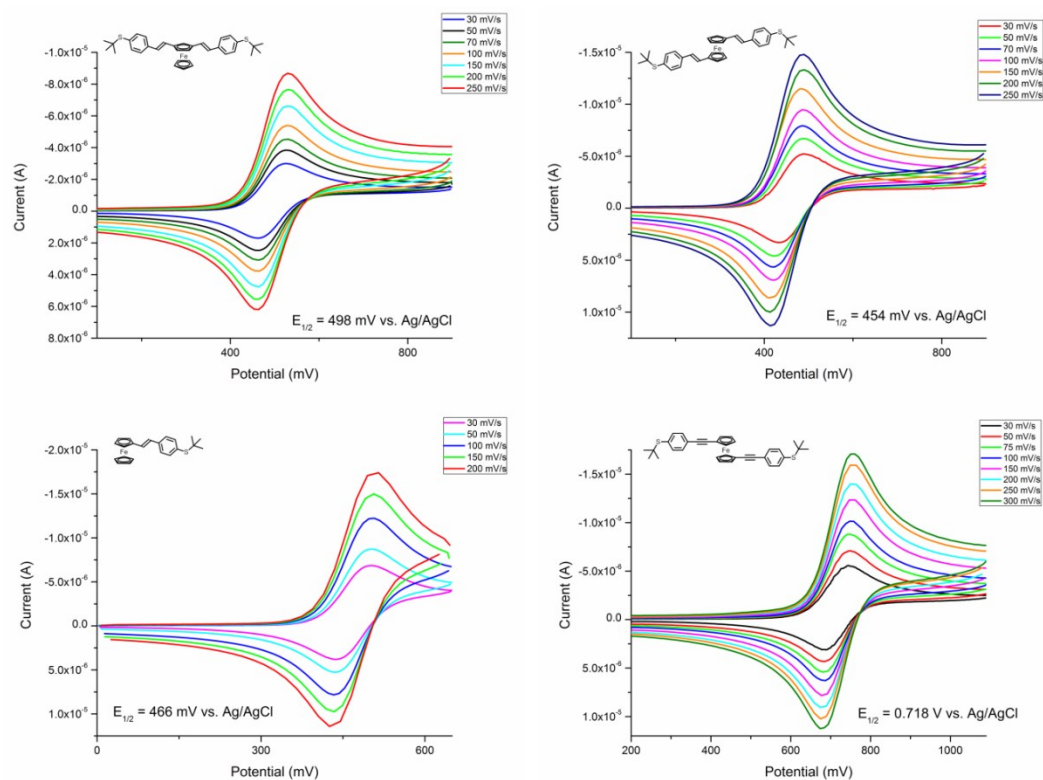 30 mV/s
50 mV/s
70 mV/s
100 mV/s
150 mV/s
200 mV/s
250 mV/s
S
Fe
S
-1.0x10⁻⁵
-8.0x10⁻⁶
-6.0x10⁻⁶
-4.0x10⁻⁶
-2.0x10⁻⁶
0.0
2.0x10⁻⁶
4.0x10⁻⁶
6.0x10⁻⁶
8.0x10⁻⁶
Current (A)
E₁/₂ = 498 mV vs. Ag/AgCl
400 800
Potential (mV)
30 mV/s
50 mV/s
70 mV/s
100 mV/s
150 mV/s
200 mV/s
250 mV/s
S
Fe
S
-1.5x10⁻⁵
-1.0x10⁻⁵
-5.0x10⁻⁶
0.0
5.0x10⁻⁶
1.0x10⁻⁵
Current (A)
E₁/₂ = 454 mV vs. Ag/AgCl
400 800
Potential (mV)
30 mV/s
50 mV/s
100 mV/s
150 mV/s
200 mV/s
Fe
S
-2.0x10⁻⁵
-1.5x10⁻⁵
-1.0x10⁻⁵
-5.0x10⁻⁶
0.0
5.0x10⁻⁶
1.0x10⁻⁵
Current (A)
E₁/₂ = 466 mV vs. Ag/AgCl
0 300 600
Potential (mV)
30 mV/s
50 mV/s
75 mV/s
100 mV/s
150 mV/s
200 mV/s
250 mV/s
300 mV/s
S
Fe
S
-1.5x10⁻⁵
-1.0x10⁻⁵
-5.0x10⁻⁶
0.0
5.0x10⁻⁶
1.0x10⁻⁵
Current (A)
E₁/₂ = 0.718 V vs. Ag/AgCl
200 400 600 800 1000
Potential (mV)